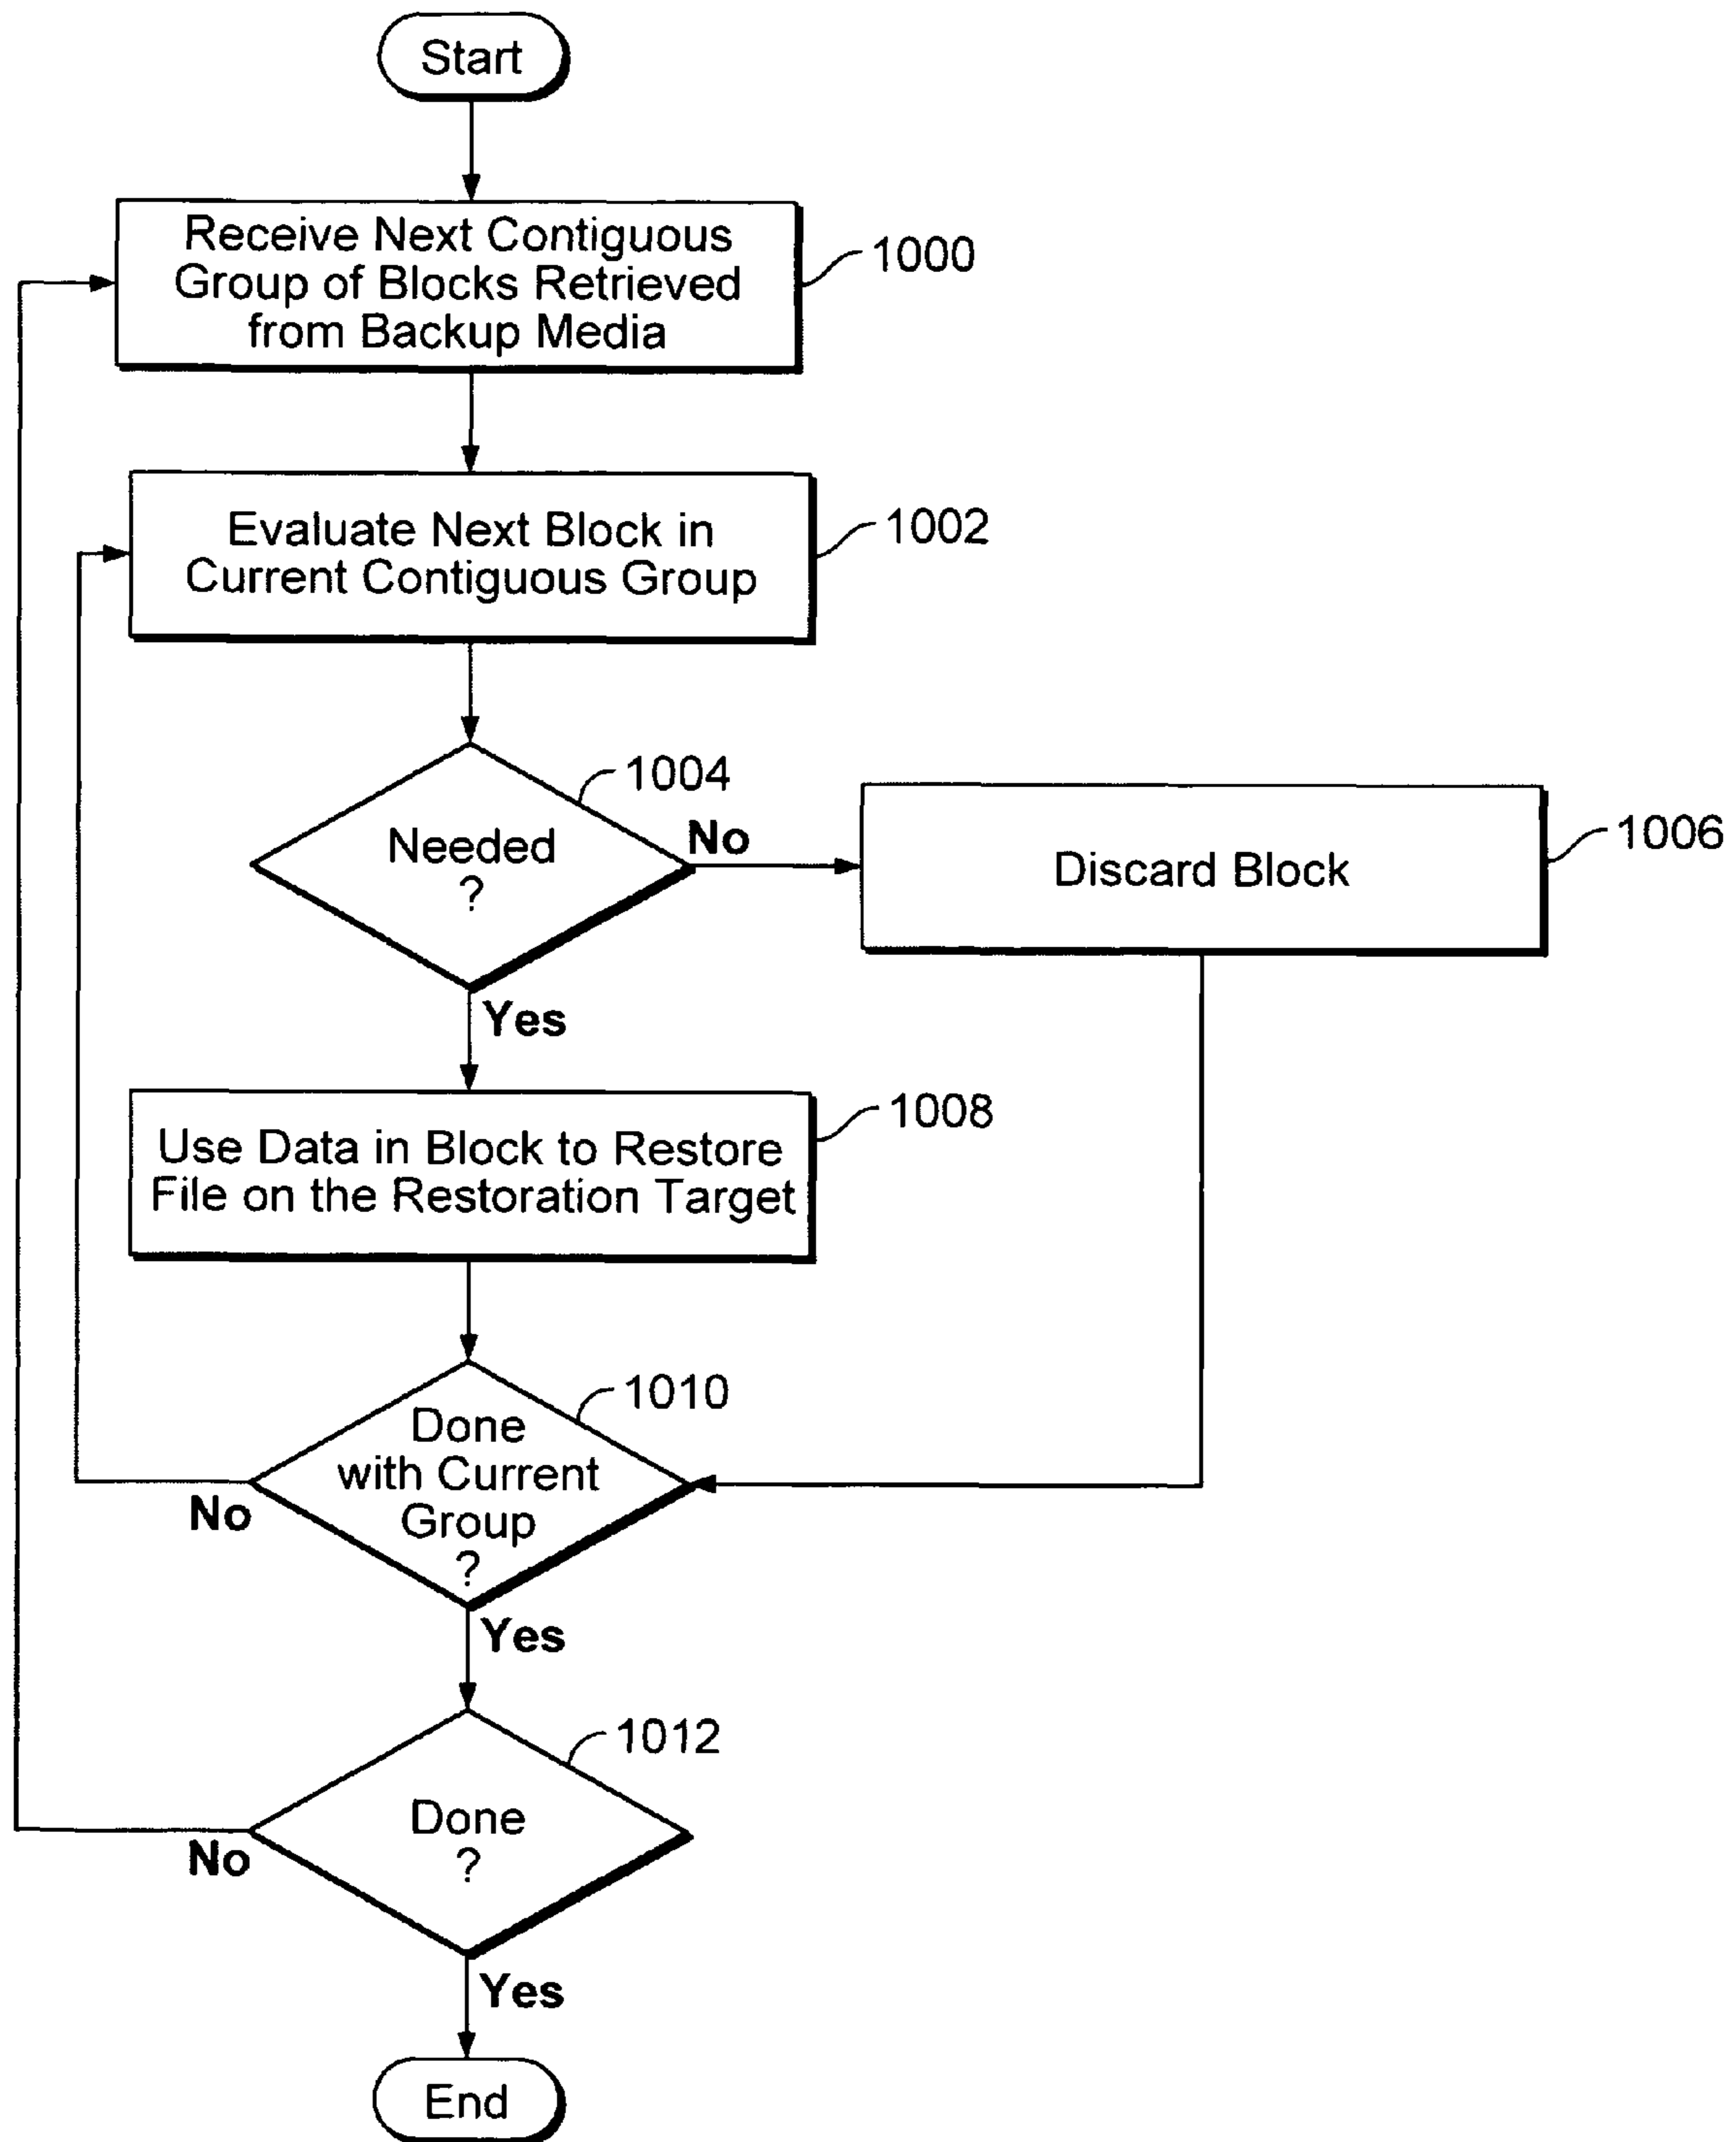 Start
Receive Next Contiguous
Group of Blocks Retrieved
from Backup Media
1000
Evaluate Next Block in
Current Contiguous Group
1002
1004
Needed
?
No
Discard Block
1006
Yes
Use Data in Block to Restore
File on the Restoration Target
1008
1010
Done
with Current
Group
?
No
Yes
1012
Done
?
No
Yes
End